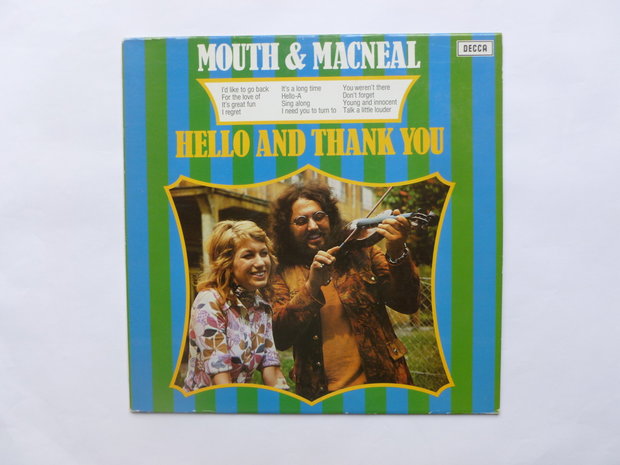 MOUTH & MACNEAL
DECCA
I'd like to go back
For the love of
It's great fun
I regret
It's a long time
Hello-A
Sing along
I need you to turn to
You weren't there
Don't forget
Young and innocent
Talk a little louder
HELLO AND THANK YOU